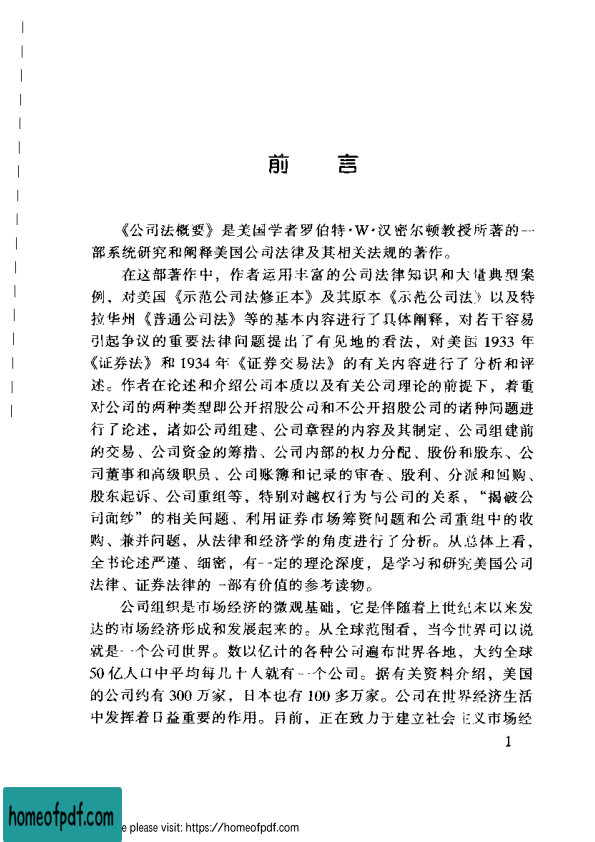 前 言
《公司法概要》是美国学者罗伯特·W·汉密尔顿教授所著的一
部系统研究和阐释美国公司法律及其相关法规的著作。
在这部著作中，作者运用丰富的公司法律知识和大量典型案
例，对美国《示范公司法修正本》及其原本《示范公司法》以及特
拉华州《普通公司法》等的基本内容进行了具体阐释，对若干容易
引起争议的重要法律问题提出了有见地的看法，对美国 1933 年
《证券法》和 1934 年《证券交易法》的有关内容进行了分析和评
述。作者在论述和介绍公司本质以及有关公司理论的前提下，着重
对公司的两种类型即公开招股公司和不公开招股公司的诸种问题进
行了论述，诸如公司组建、公司章程的内容及其制定、公司组建前
的交易、公司资金的筹措、公司内部的权力分配、股份和股东、公
司董事和高级职员、公司账簿和记录的审查、股利、分派和回购、
股东起诉、公司重组等，特别对越权行为与公司的关系，“揭破公
司面纱”的相关问题、利用证券市场筹资问题和公司重组中的收
购、兼并问题，从法律和经济学的角度进行了分析。从总体上看，
全书论述严谨、细密，有一定的理论深度，是学习和研究美国公司
法律、证券法律的一部有价值的参考读物。
公司组织是市场经济的微观基础，它是伴随着上世纪末以来发
达的市场经济形成和发展起来的。从全球范围看，当今世界可以说
就是一个公司世界。数以亿计的各种公司遍布世界各地，大约全球
50 亿人口中平均每几十人就有一个公司。据有关资料介绍，美国
的公司约有 300 万家，日本也有 100 多万家。公司在世界经济生活
中发挥着日益重要的作用。目前，正在致力于建立社会主义市场经
1
homeofpdf.com
e please visit: https://homeofpdf.com